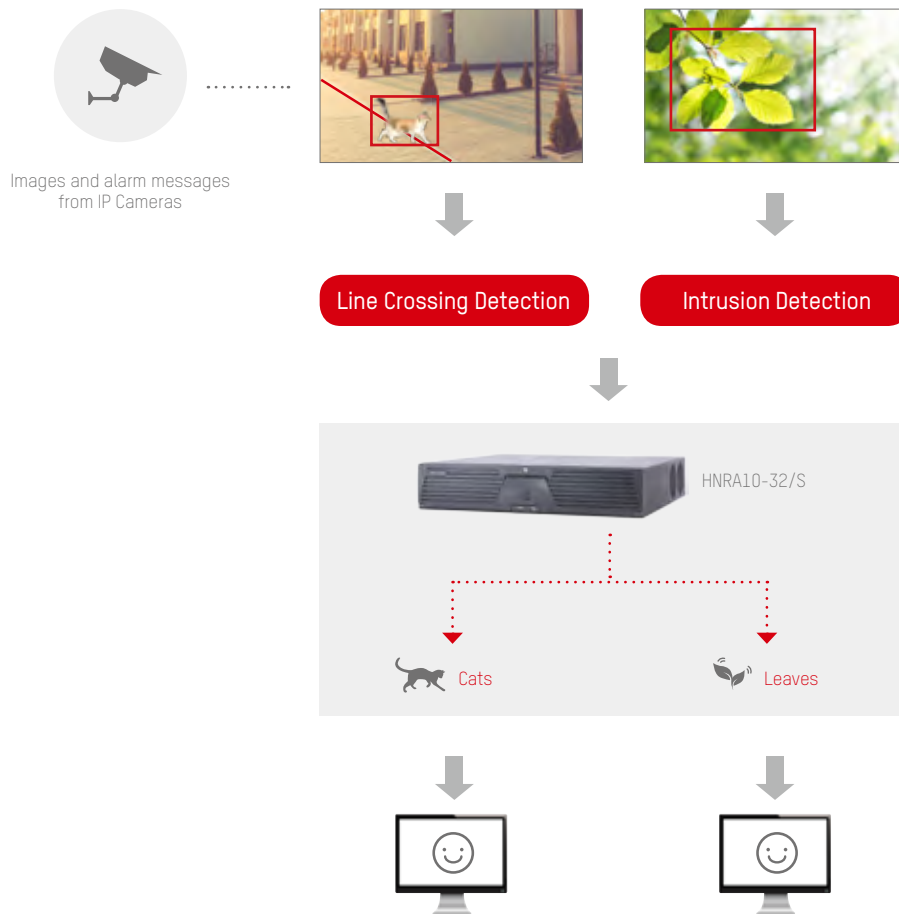 Images and alarm messages
from IP Cameras
Line Crossing Detection
Intrusion Detection
HNRA10-32/S
Cats
Leaves